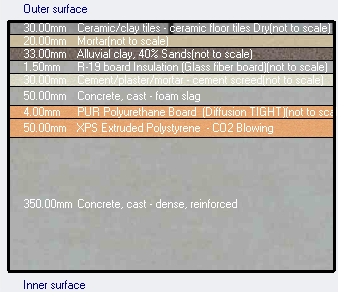 Outer surface
30.00mm Ceramic/clay tiles - ceramic floor tiles Dry(not to scale)
20.00mm Mortar(not to scale)
33.00mm Alluvial clay, 40% Sands(not to scale)
1.50mm R-19 board Insulation (Glass fiber board)(not to scale)
30.00mm Cement/plaster/mortar - cement screed(not to scale)
50.00mm Concrete, cast - foam slag
4.00mm PUR Polyurethane Board (Diffusion TIGHT)(not to sca
50.00mm XPS Extruded Polystyrene - CO2 Blowing
350.00mm Concrete, cast - dense, reinforced
Inner surface